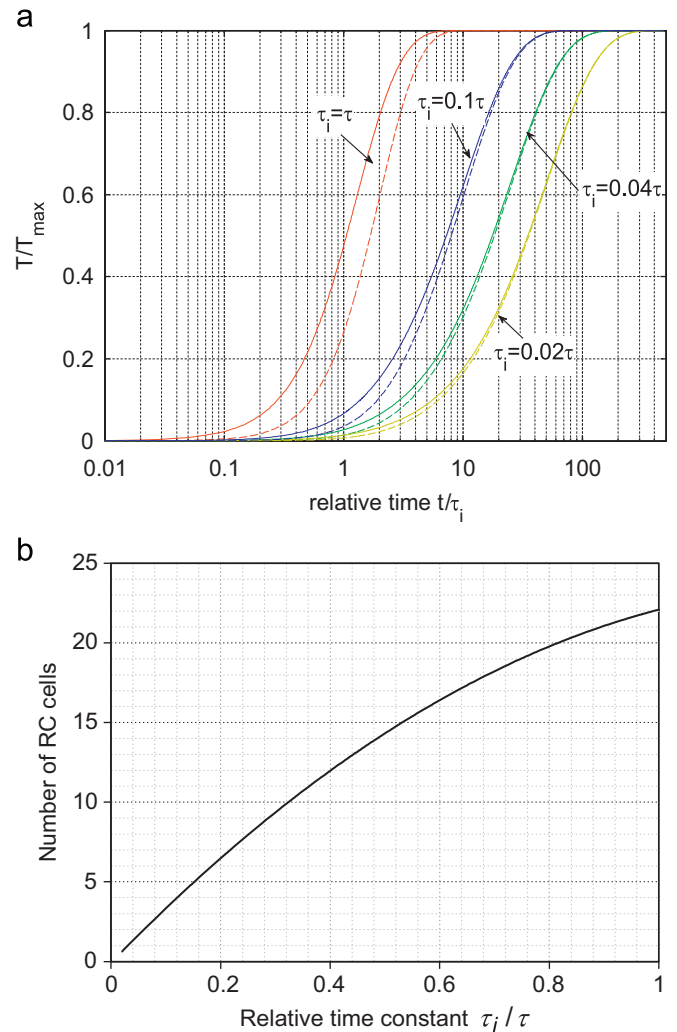 a
1
0.8
0.6
0.4
0.2
0
T/T_max
τ_i=τ
τ_i=0.1τ
τ_i=0.04τ
τ_i=0.02τ
0.01 0.1 1 10 100
relative time t/τ_i
b
25
20
15
10
5
0
Number of RC cells
0 0.2 0.4 0.6 0.8 1
Relative time constant τ_i / τ